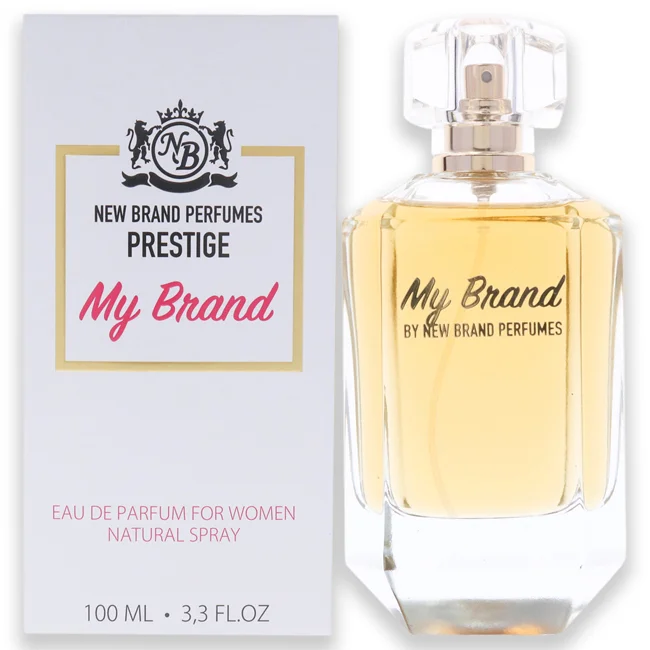 NB
NEW BRAND PERFUMES
PRESTIGE
My Brand
EAU DE PARFUM FOR WOMEN
NATURAL SPRAY
100 ML • 3,3 FL.OZ
My Brand
BY NEW BRAND PERFUMES